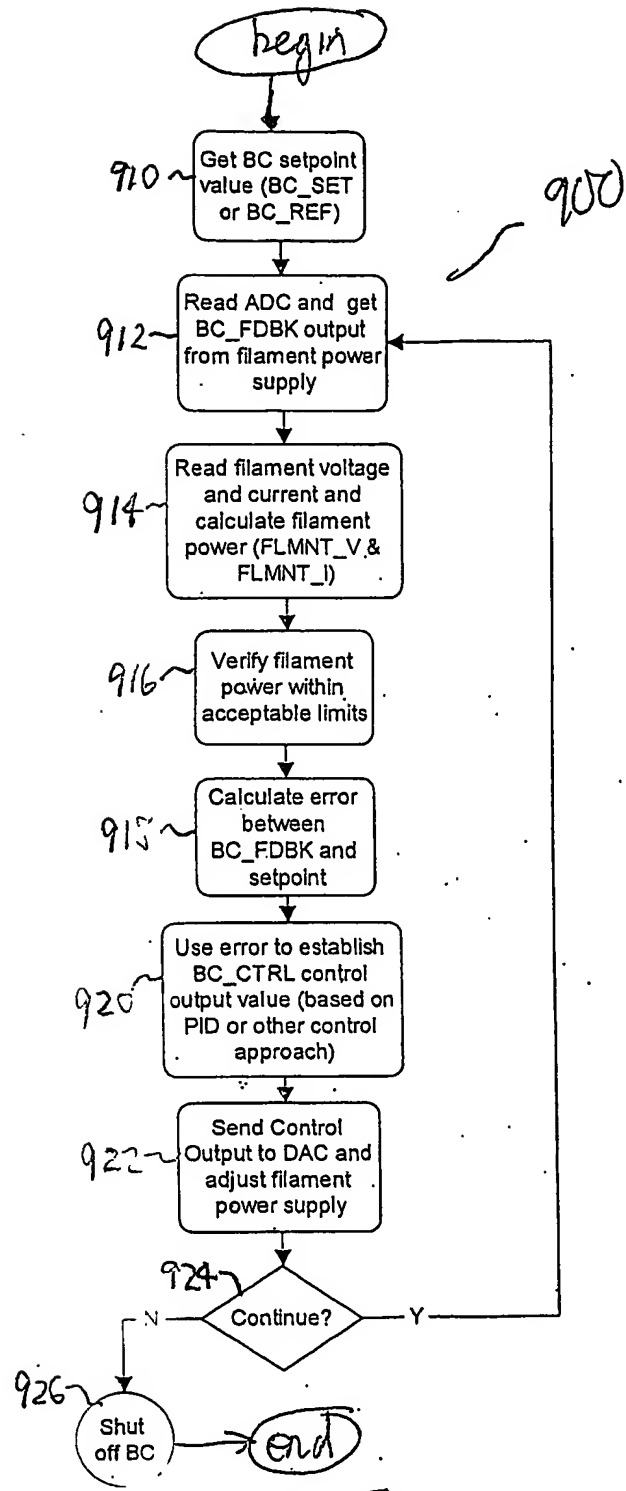 begin
900
910
Get BC setpoint
value (BC_SET
or BC_REF)
912
Read ADC and get
BC_FDBK output
from filament power
supply
914
Read filament voltage
and current and
calculate filament
power (FLMNT_V &
FLMNT_I)
916
Verify filament
power within
acceptable limits
Calculate error
between
BC_FDBK and
setpoint
920
Use error to establish
BC_CTRL control
output value (based on
PID or other control
approach)
922
Send Control
Output to DAC and
adjust filament
power supply
924
Continue?
N
Y
926
Shut
off BC
end